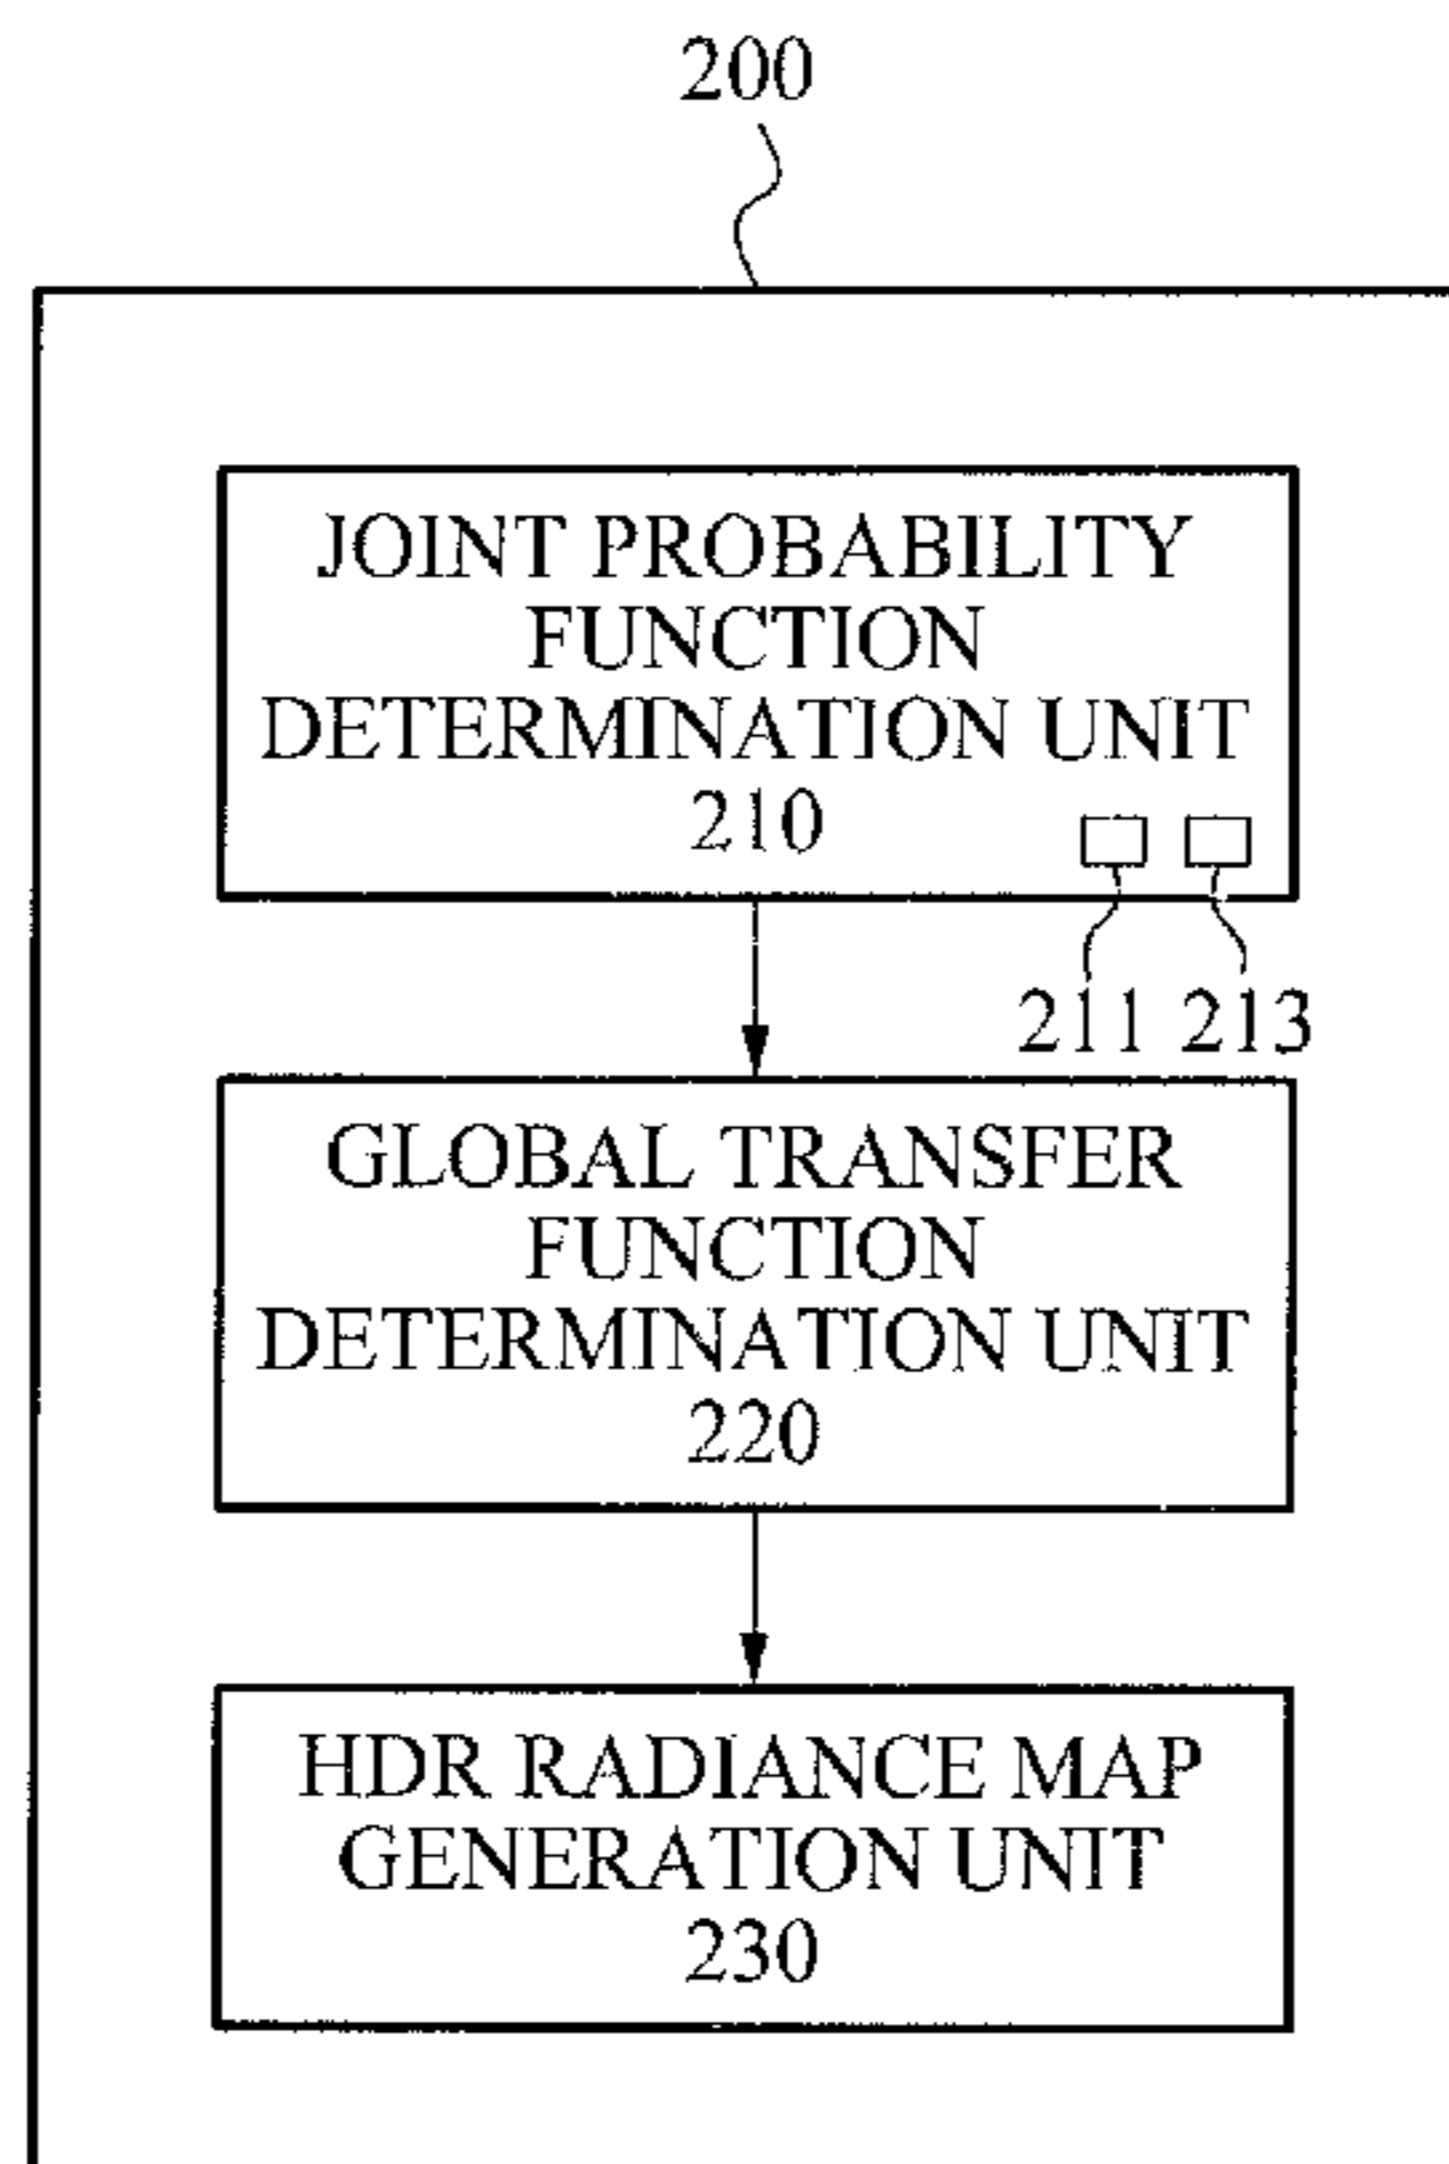 200
JOINT PROBABILITY
FUNCTION
DETERMINATION UNIT
210
211 213
GLOBAL TRANSFER
FUNCTION
DETERMINATION UNIT
220
HDR RADIANCE MAP
GENERATION UNIT
230